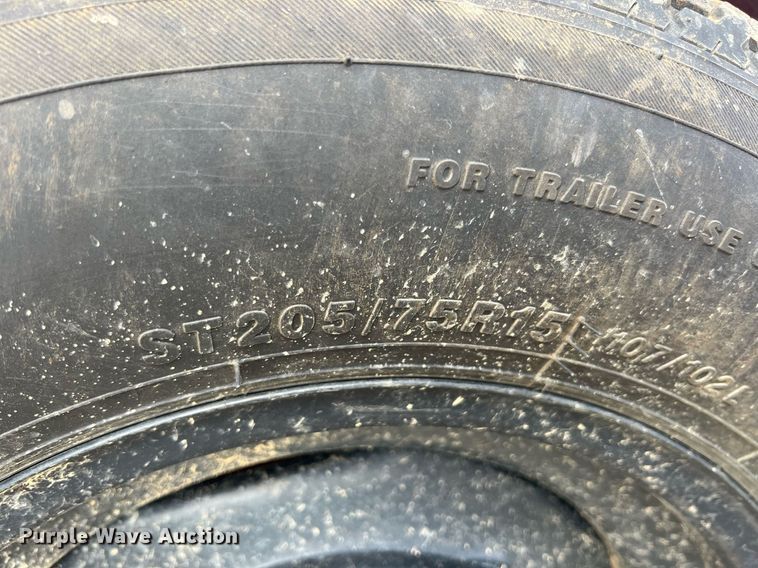 FOR TRAILER USE
ST205/75R15 107/102L
Purple Wave Auction